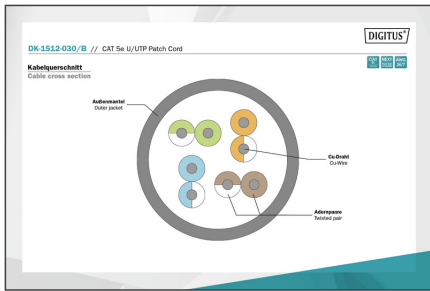 DIGITUS®
DK-1512-030/B // CAT 5e U/UTP Patch Cord
Kabelquerschnitt
Cable cross section
Außenmantel
Outer jacket
Cu-Draht
Cu-Wire
Adernpaare
Twisted pair